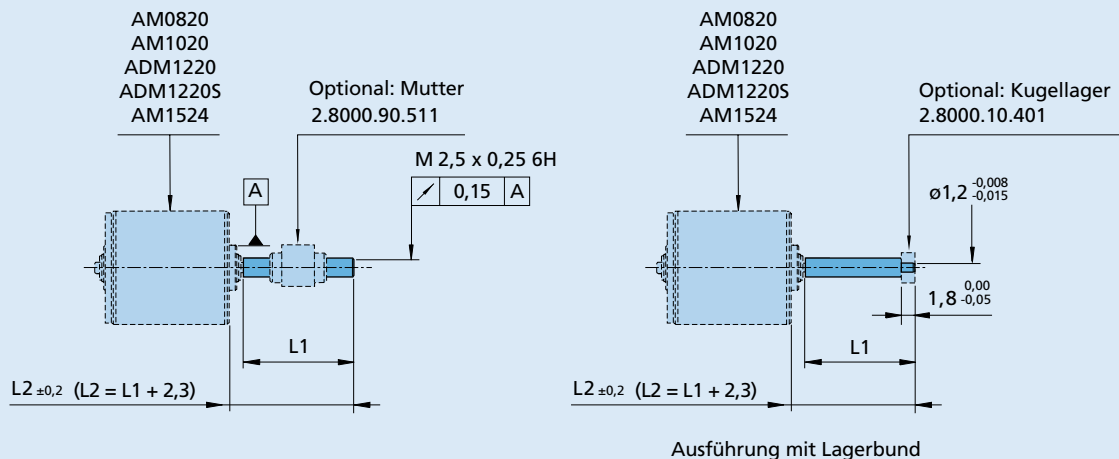 AM0820
AM1020
ADM1220
ADM1220S
AM1524
Optional: Mutter
2.8000.90.511
M 2,5 x 0,25 6H
0,15 A
A
L1
L2 ±0,2 (L2 = L1 + 2,3)
AM0820
AM1020
ADM1220
ADM1220S
AM1524
Optional: Kugellager
2.8000.10.401
ø1,2 -0,008 -0,015
1,8 0,00 -0,05
L1
L2 ±0,2 (L2 = L1 + 2,3)
Ausführung mit Lagerbund